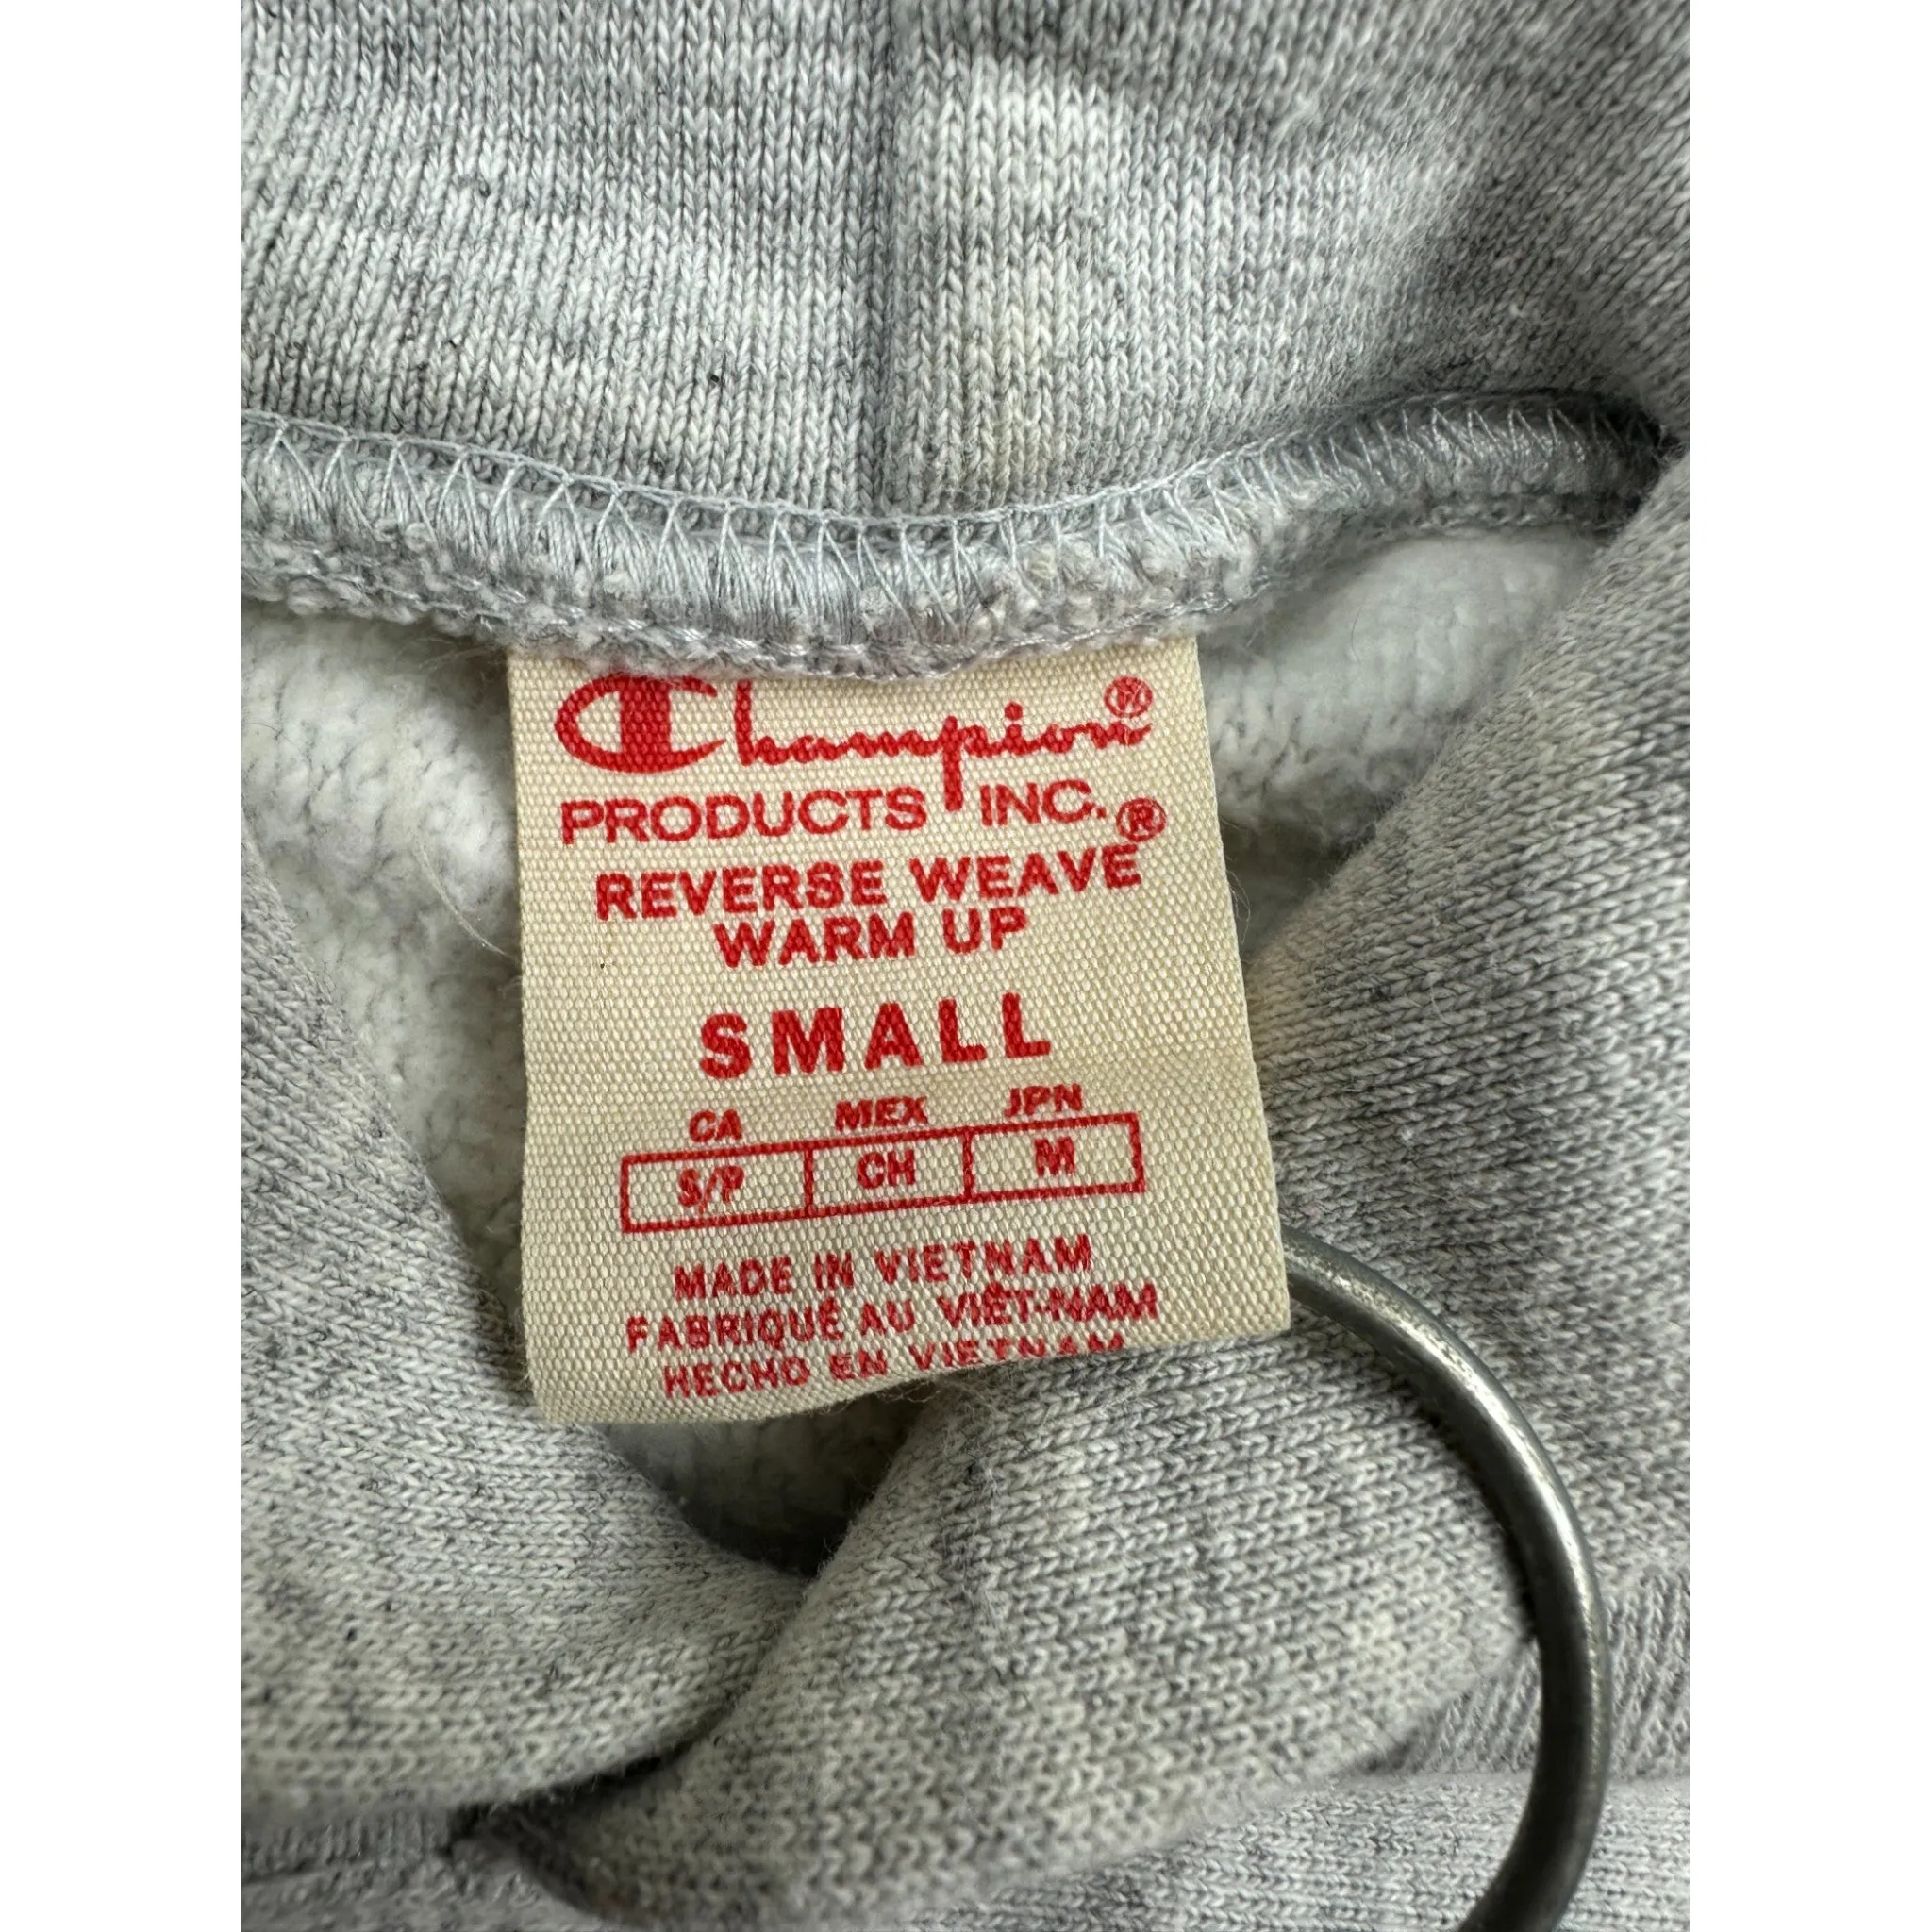 Champion®
PRODUCTS INC.
REVERSE WEAVE®
WARM UP
SMALL
CA MEX JPN
S/P CH M
MADE IN VIETNAM
FABRIQUÉ AU VIÊT-NAM
HECHO EN VIETNAM